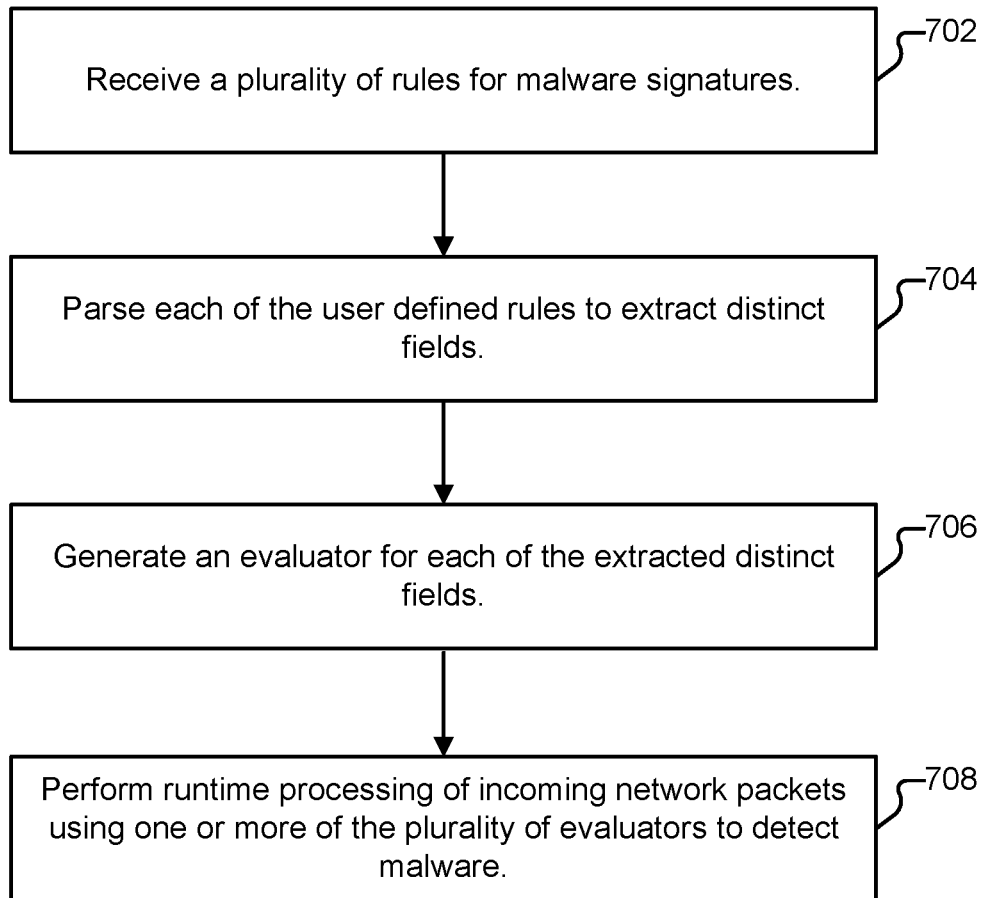 702
Receive a plurality of rules for malware signatures.
704
Parse each of the user defined rules to extract distinct
fields.
706
Generate an evaluator for each of the extracted distinct
fields.
708
Perform runtime processing of incoming network packets
using one or more of the plurality of evaluators to detect
malware.